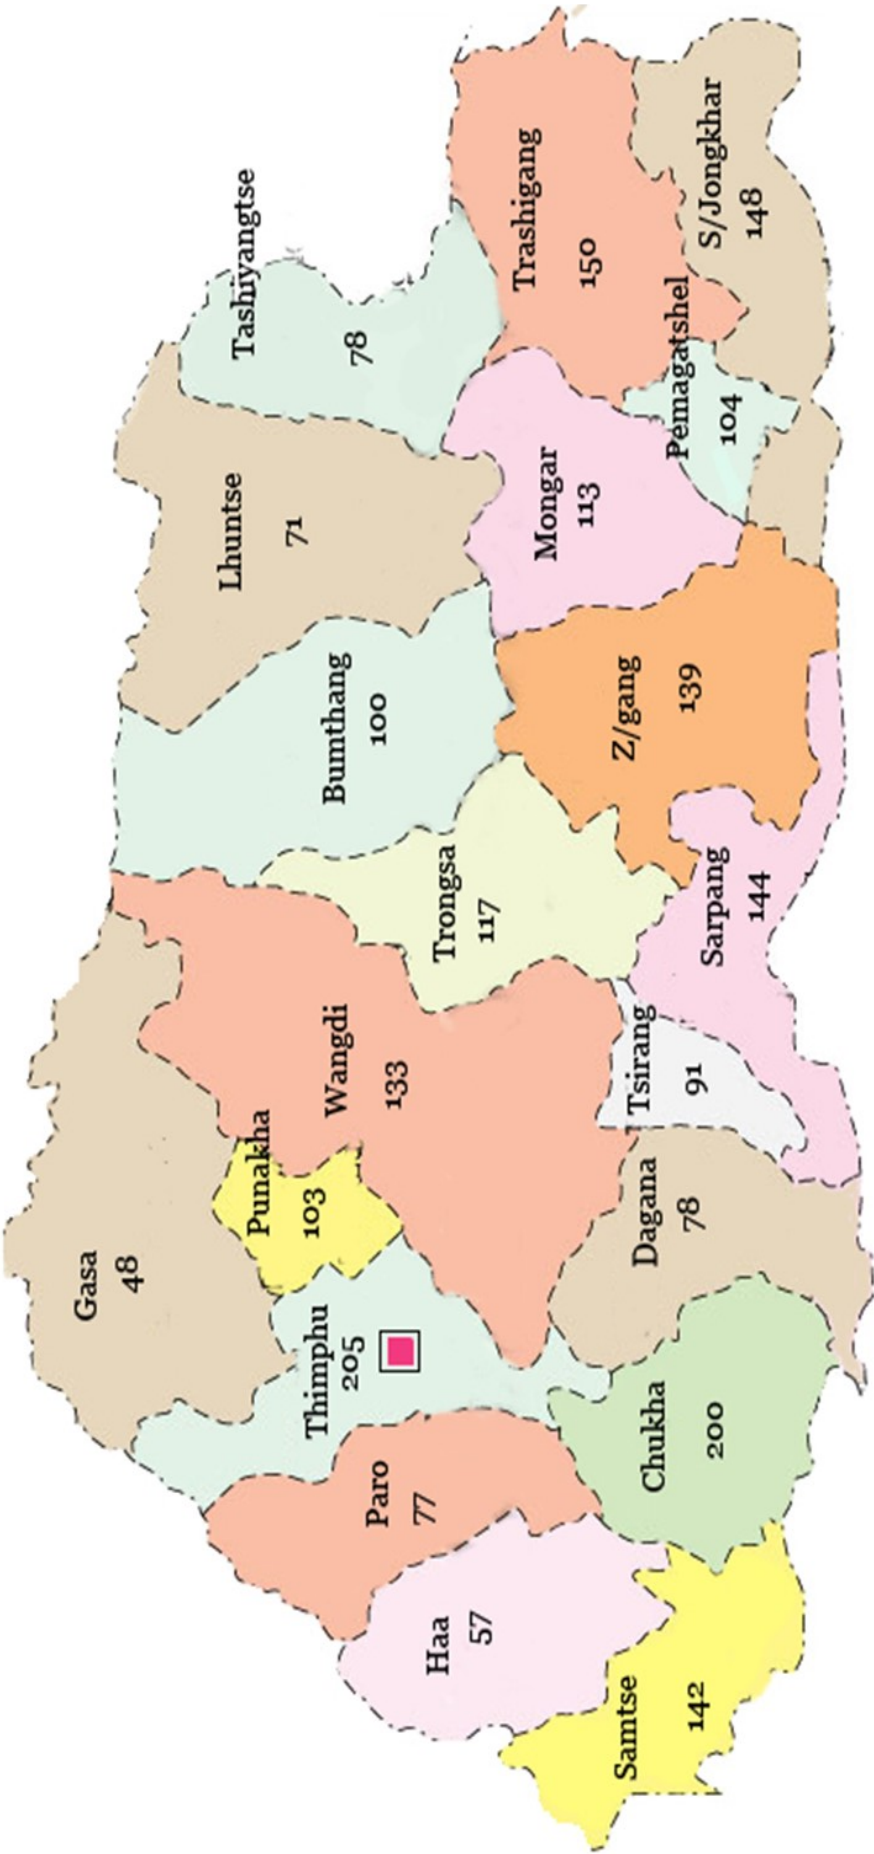 Gasa
48
Tashiyangtse
78
Lhuntse
71
Punakha
103
Thimphu
205
Wangdi
133
Bumthang
100
Paro
77
Haa
57
Trongsa
117
Mongar
113
Trashigang
150
Samtse
142
Chukha
200
Dagana
78
Tsirang
91
Sarpang
144
Z/gang
139
Pemagatshel
104
S/Jongkhar
148